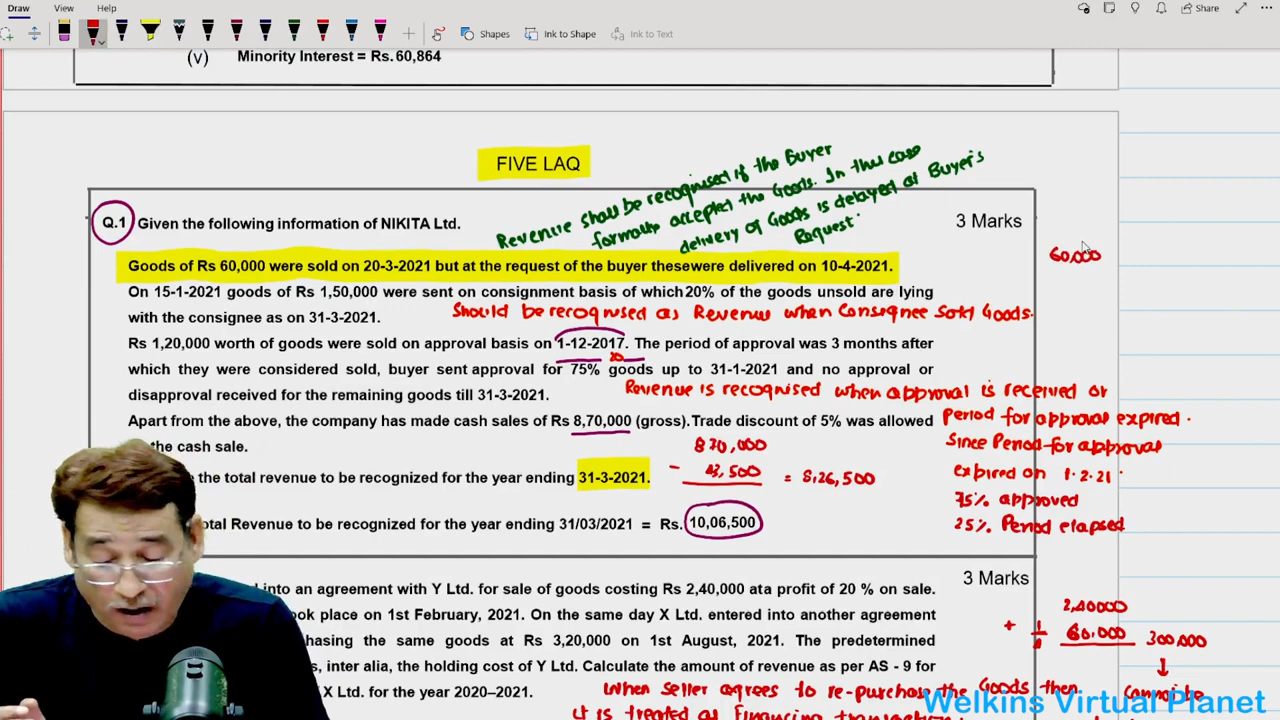 Draw View Help
Share
Shapes Ink to Shape Ink to Text
(v) Minority Interest = Rs. 60,864
FIVE LAQ
Revenue shall be recognised if the Buyer
formally accepted the Goods. In this case
delivery of Goods is delayed at Buyer's
Request.
Q.1 Given the following information of NIKITA Ltd. 3 Marks
Goods of Rs 60,000 were sold on 20-3-2021 but at the request of the buyer thesewere delivered on 10-4-2021.
60,000
On 15-1-2021 goods of Rs 1,50,000 were sent on consignment basis of which20% of the goods unsold are lying
with the consignee as on 31-3-2021.
Should be recognised as Revenue when Consignee Sold Goods.
Rs 1,20,000 worth of goods were sold on approval basis on 1-12-2017. The period of approval was 3 months after
20
which they were considered sold, buyer sent approval for 75% goods up to 31-1-2021 and no approval or
disapproval received for the remaining goods till 31-3-2021.
Revenue is recognised when approval is received or
Period for approval expired.
Since Period for approval
expired on 1.2.21.
75% approved
25% Period elapsed
Apart from the above, the company has made cash sales of Rs 8,70,000 (gross). Trade discount of 5% was allowed
the cash sale.
870,000
- 43,500 = 8,26,500
the total revenue to be recognized for the year ending 31-3-2021.
otal Revenue to be recognized for the year ending 31/03/2021 = Rs. 10,06,500
3 Marks
into an agreement with Y Ltd. for sale of goods costing Rs 2,40,000 ata profit of 20 % on sale.
ook place on 1st February, 2021. On the same day X Ltd. entered into another agreement
hasing the same goods at Rs 3,20,000 on 1st August, 2021. The predetermined
s, inter alia, the holding cost of Y Ltd. Calculate the amount of revenue as per AS - 9 for
X Ltd. for the year 2020–2021.
2,40000
+ 1/4 60,000 300,000
When Seller agrees to re-purchase the Goods then
it is treated as Financing transaction
Cannot be
Welkins Virtual Planet